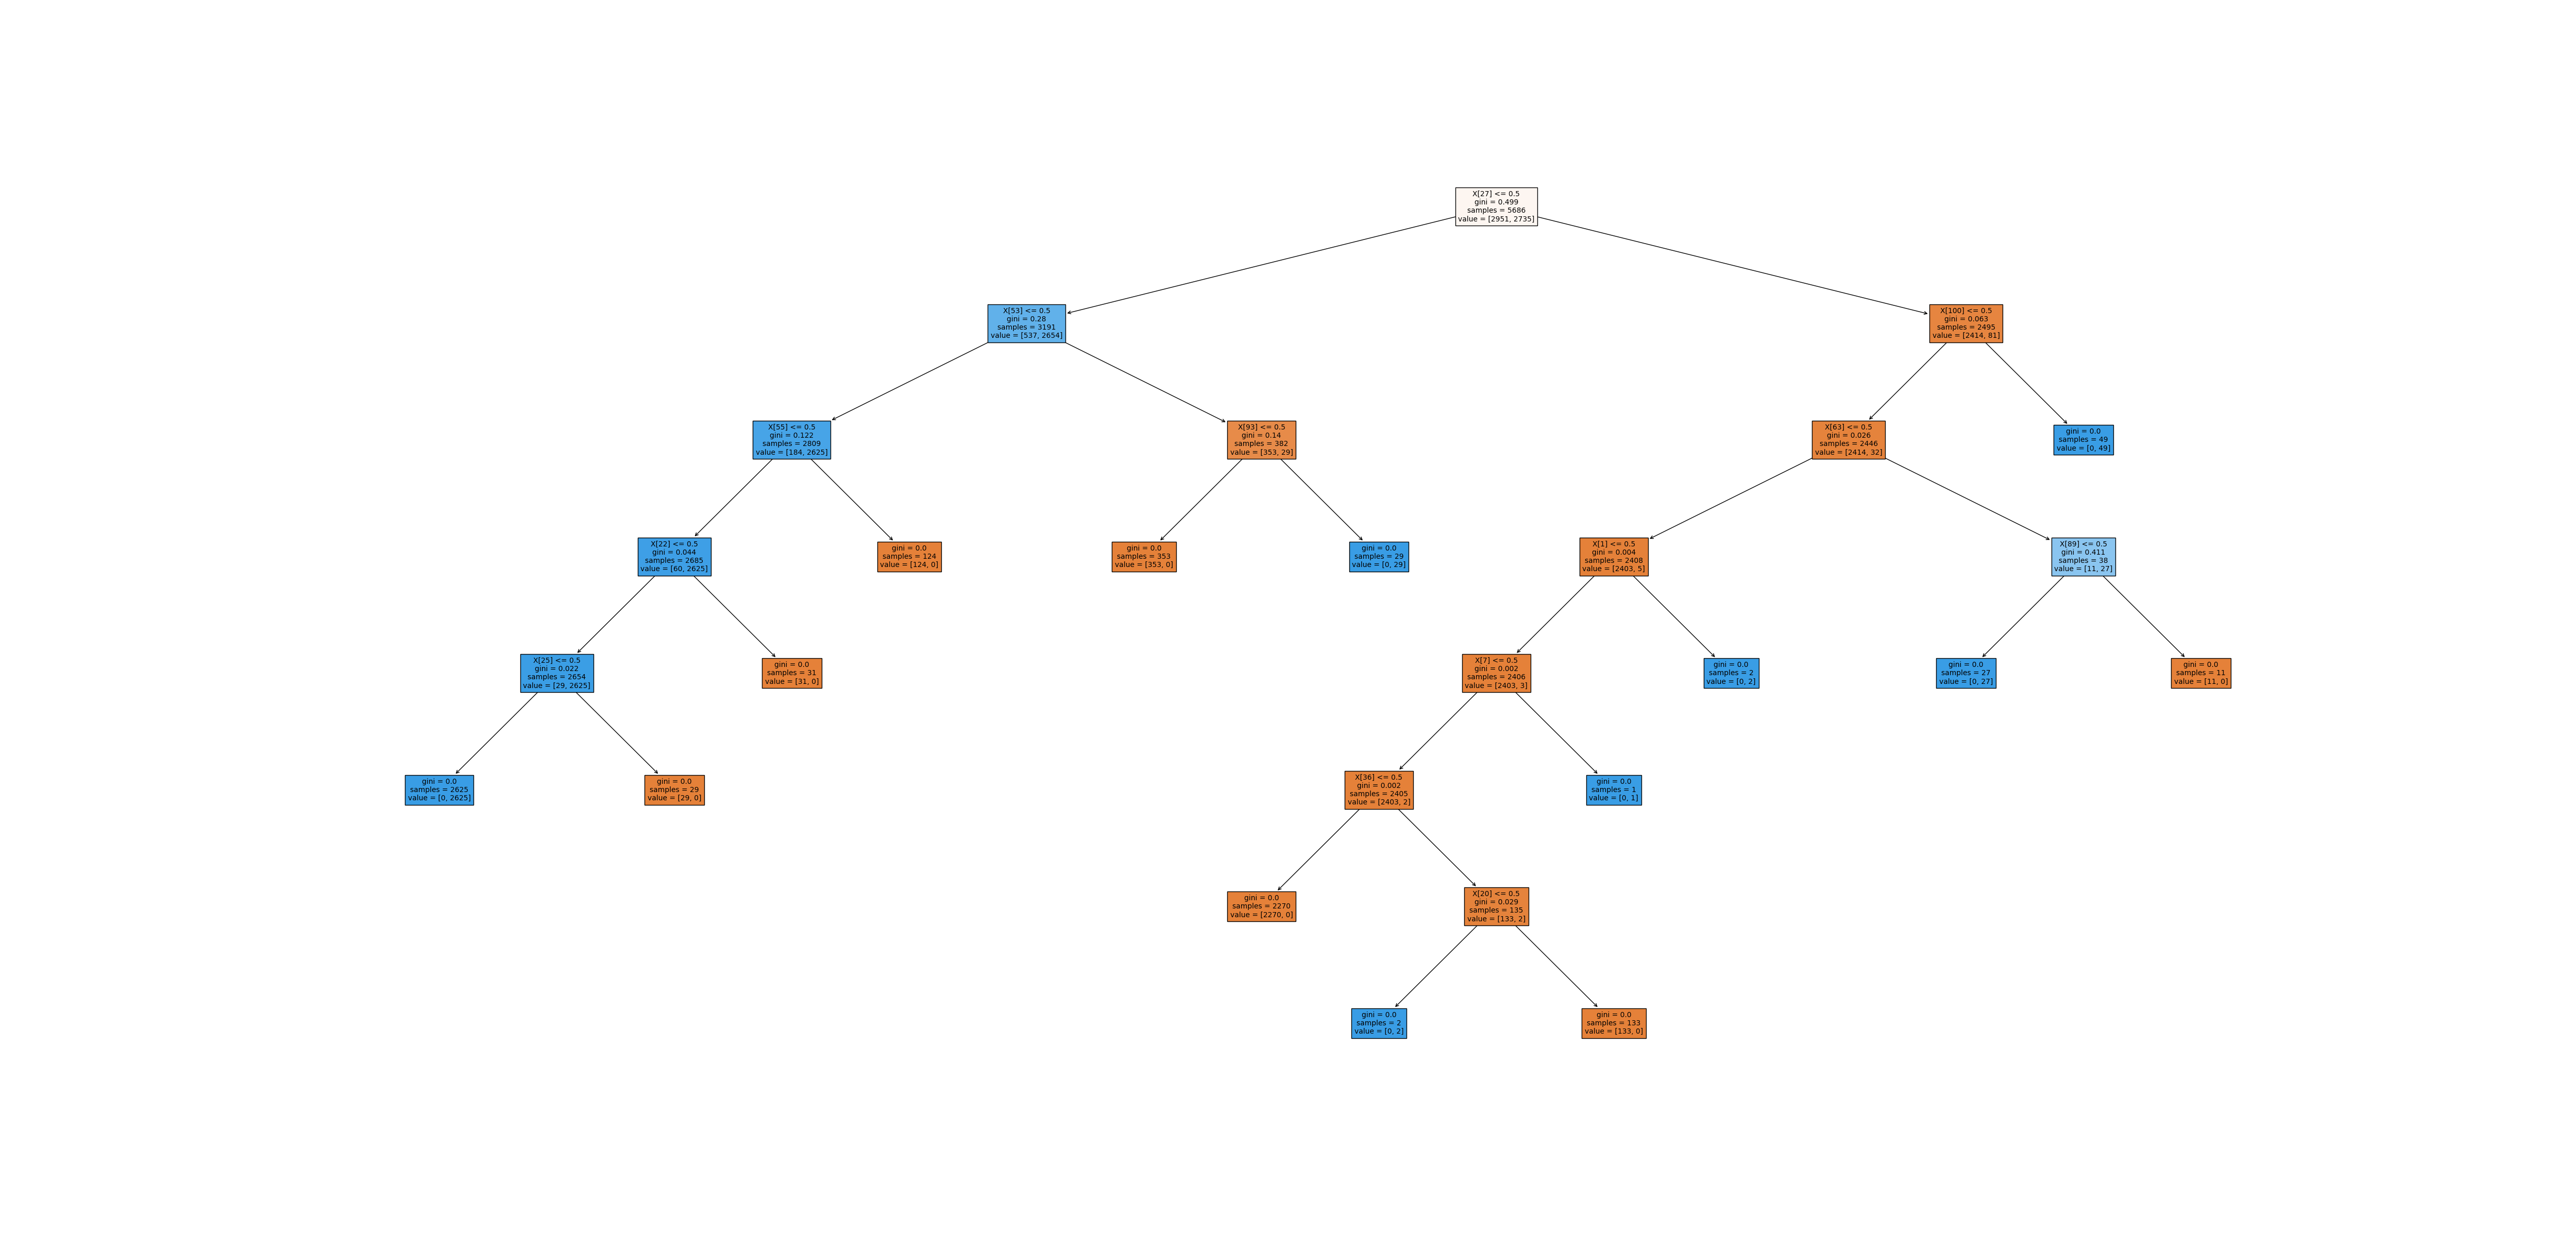 X[27] <= 0.5
gini = 0.499
samples = 5686
value = [2951, 2735]
X[53] <= 0.5
gini = 0.28
samples = 3191
value = [537, 2654]
X[100] <= 0.5
gini = 0.063
samples = 2495
value = [2414, 81]
X[55] <= 0.5
gini = 0.122
samples = 2809
value = [184, 2625]
X[93] <= 0.5
gini = 0.14
samples = 382
value = [353, 29]
X[63] <= 0.5
gini = 0.026
samples = 2446
value = [2414, 32]
gini = 0.0
samples = 49
value = [0, 49]
X[22] <= 0.5
gini = 0.044
samples = 2685
value = [60, 2625]
gini = 0.0
samples = 124
value = [124, 0]
gini = 0.0
samples = 353
value = [353, 0]
gini = 0.0
samples = 29
value = [0, 29]
X[1] <= 0.5
gini = 0.004
samples = 2408
value = [2403, 5]
X[89] <= 0.5
gini = 0.411
samples = 38
value = [11, 27]
X[25] <= 0.5
gini = 0.022
samples = 2654
value = [29, 2625]
gini = 0.0
samples = 31
value = [31, 0]
X[7] <= 0.5
gini = 0.002
samples = 2406
value = [2403, 3]
gini = 0.0
samples = 2
value = [0, 2]
gini = 0.0
samples = 27
value = [0, 27]
gini = 0.0
samples = 11
value = [11, 0]
gini = 0.0
samples = 2625
value = [0, 2625]
gini = 0.0
samples = 29
value = [29, 0]
X[36] <= 0.5
gini = 0.002
samples = 2405
value = [2403, 2]
gini = 0.0
samples = 1
value = [0, 1]
gini = 0.0
samples = 2270
value = [2270, 0]
X[20] <= 0.5
gini = 0.029
samples = 135
value = [133, 2]
gini = 0.0
samples = 2
value = [0, 2]
gini = 0.0
samples = 133
value = [133, 0]